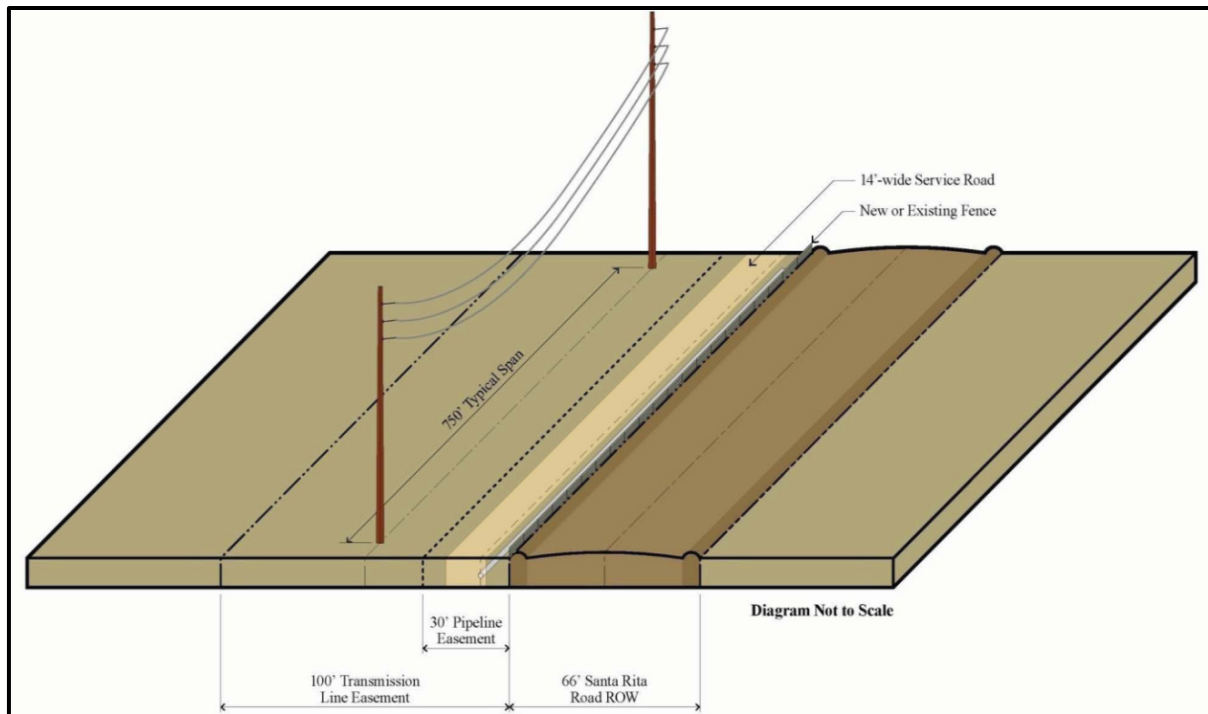 14’-wide Service Road
New or Existing Fence
750’ Typical Span
Diagram Not to Scale
30’ Pipeline
Easement
100’ Transmission
Line Easement
66’ Santa Rita
Road ROW